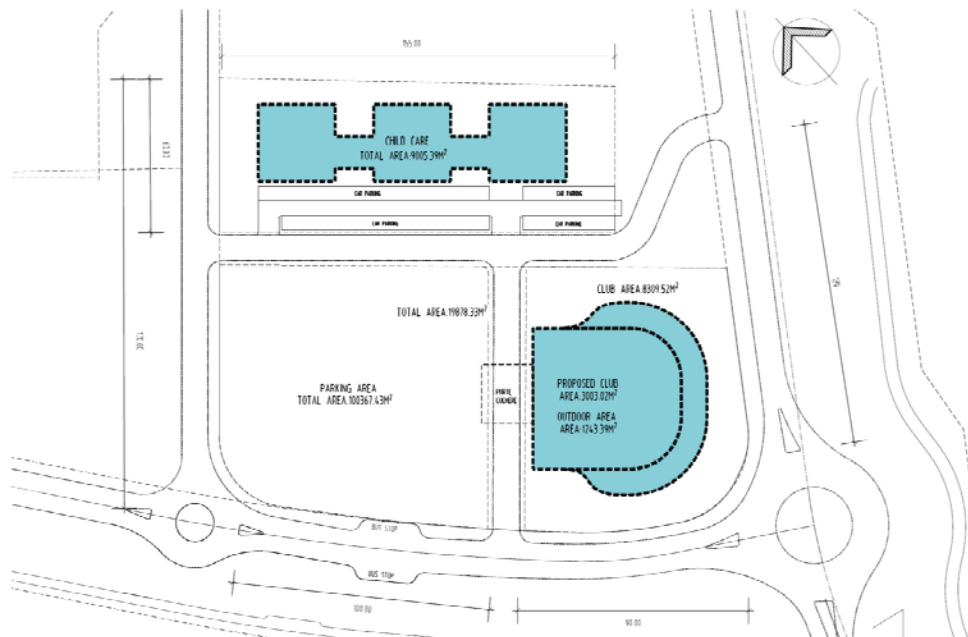 155.00
CHILD CARE
TOTAL AREA:9005.39M²
CAR PARKING
CAR PARKING
CAR PARKING
CAR PARKING
CLUB AREA:8309.52M²
TOTAL AREA:19878.33M²
PARKING AREA
TOTAL AREA:100367.43M²
PORTE
COCHERE
PROPOSED CLUB
AREA:3003.02M²
OUTDOOR AREA
AREA:1243.39M²
BUS STOP
BUS STOP
100.00
90.00